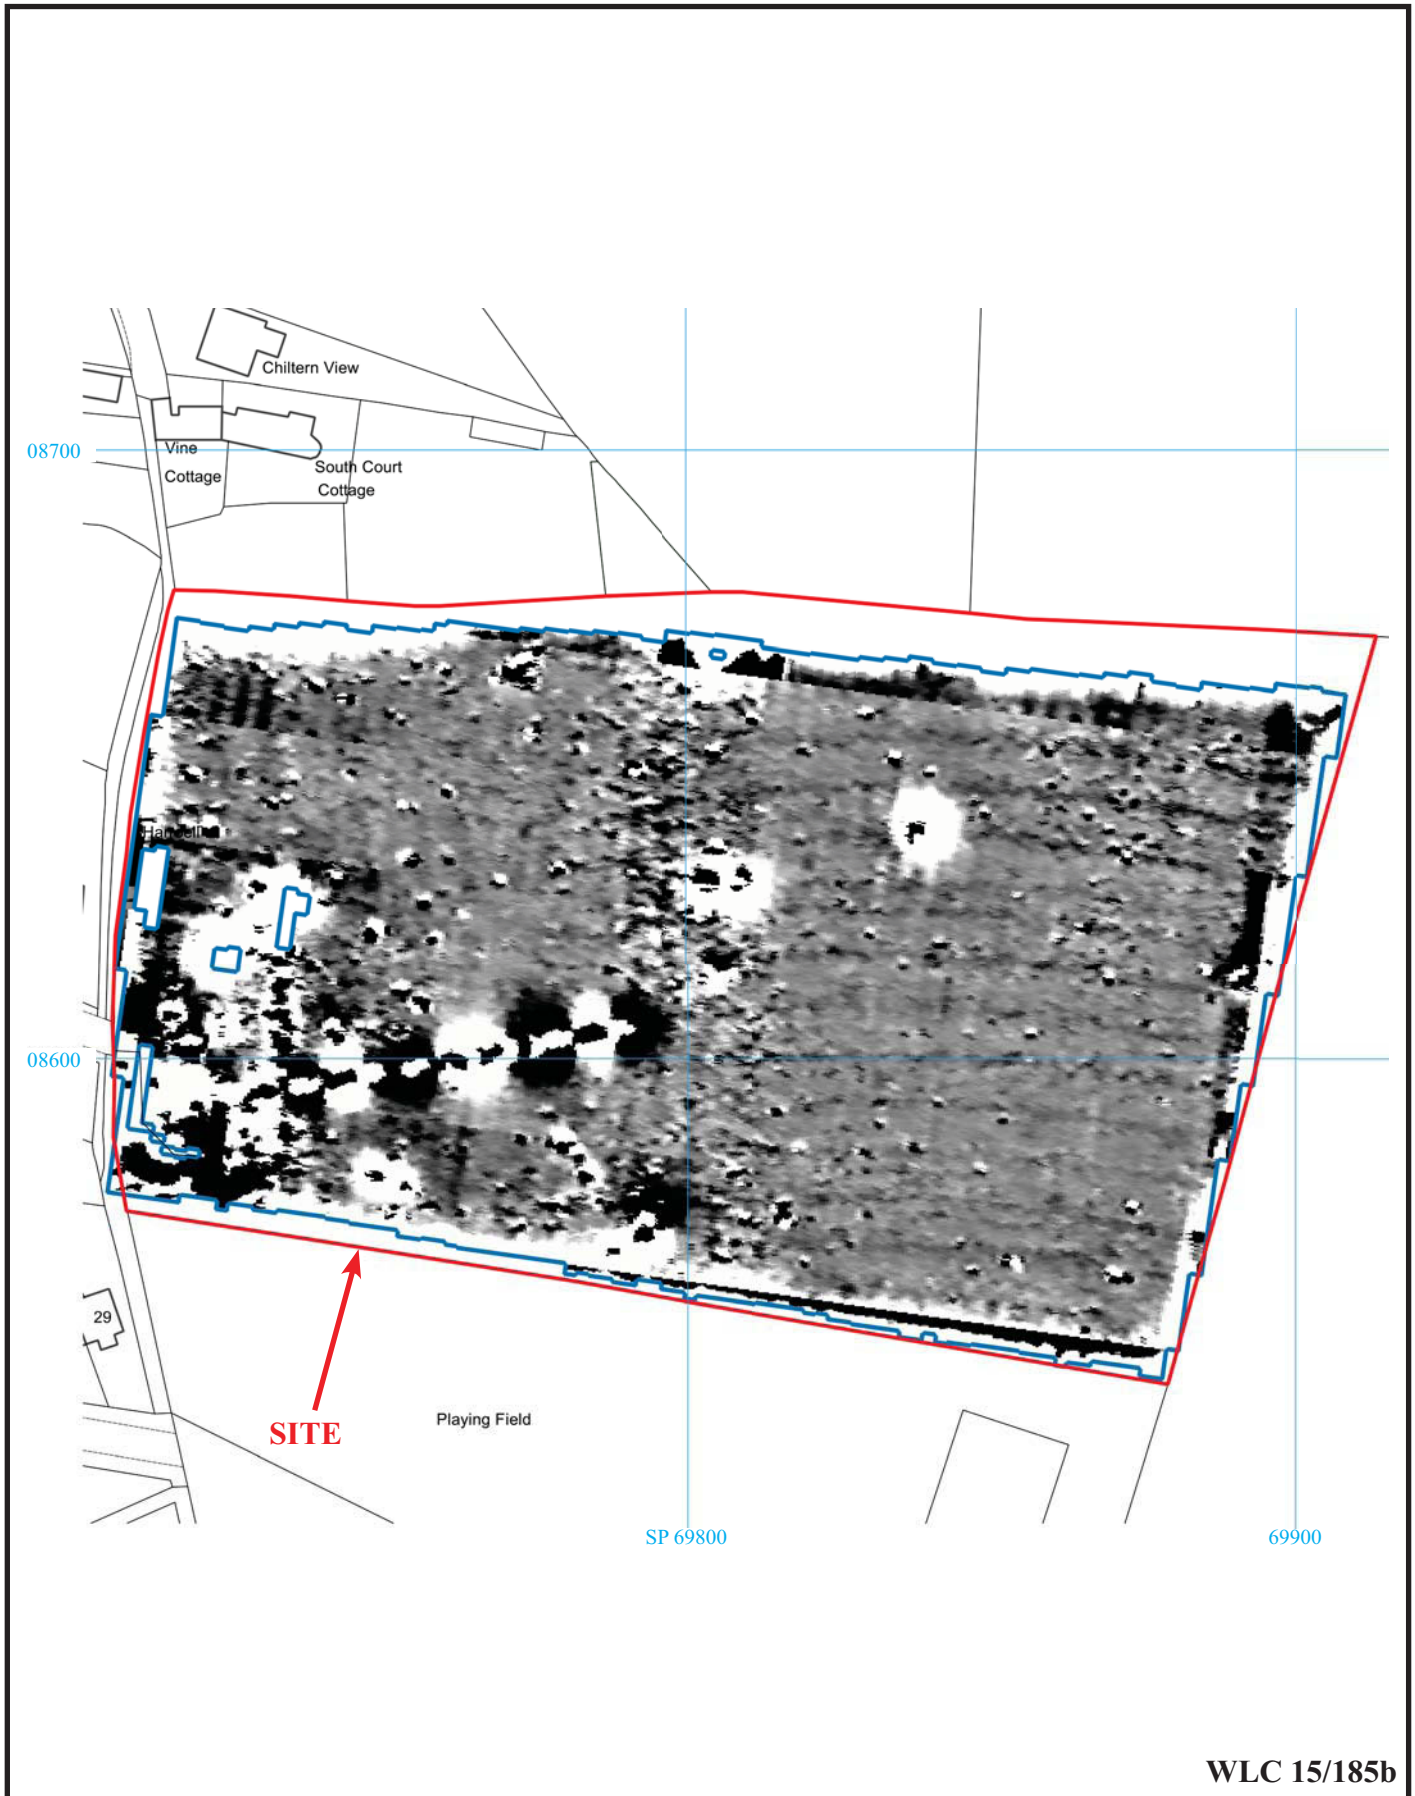 Chiltern View
Vine
Cottage
South Court
Cottage
08700
08600
29
SITE
Playing Field
SP 69800
69900
WLC 15/185b